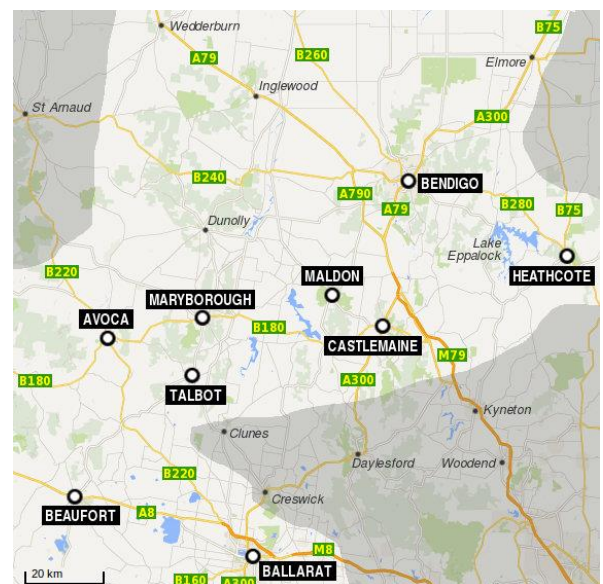 Wedderburn
B75
B260
A79
Elmore
Inglewood
St Arnaud
A300
B240
BENDIGO
A790
A79
B280
B75
Dunolly
Lake
Eppalock
B220
MALDON
HEATHCOTE
MARYBOROUGH
AVOCA
B180
CASTLEMAINE
M79
B180
A300
TALBOT
Kyneton
Clunes
Daylesford
Woodend
B220
Creswick
BEAUFORT
A8
M8
BALLARAT
20 km
B160
A300